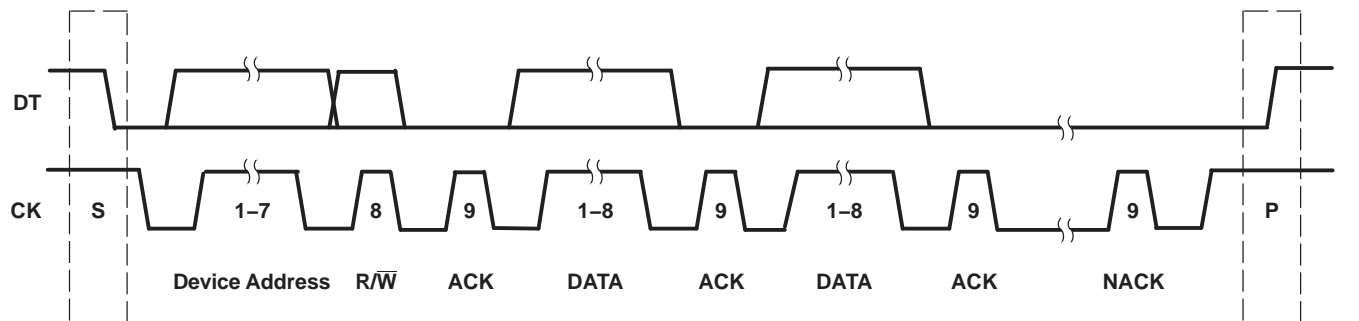 DT
CK S 1–7 8 9 1–8 9 1–8 9 9 P
Device Address R/W̅ ACK DATA ACK DATA ACK NACK